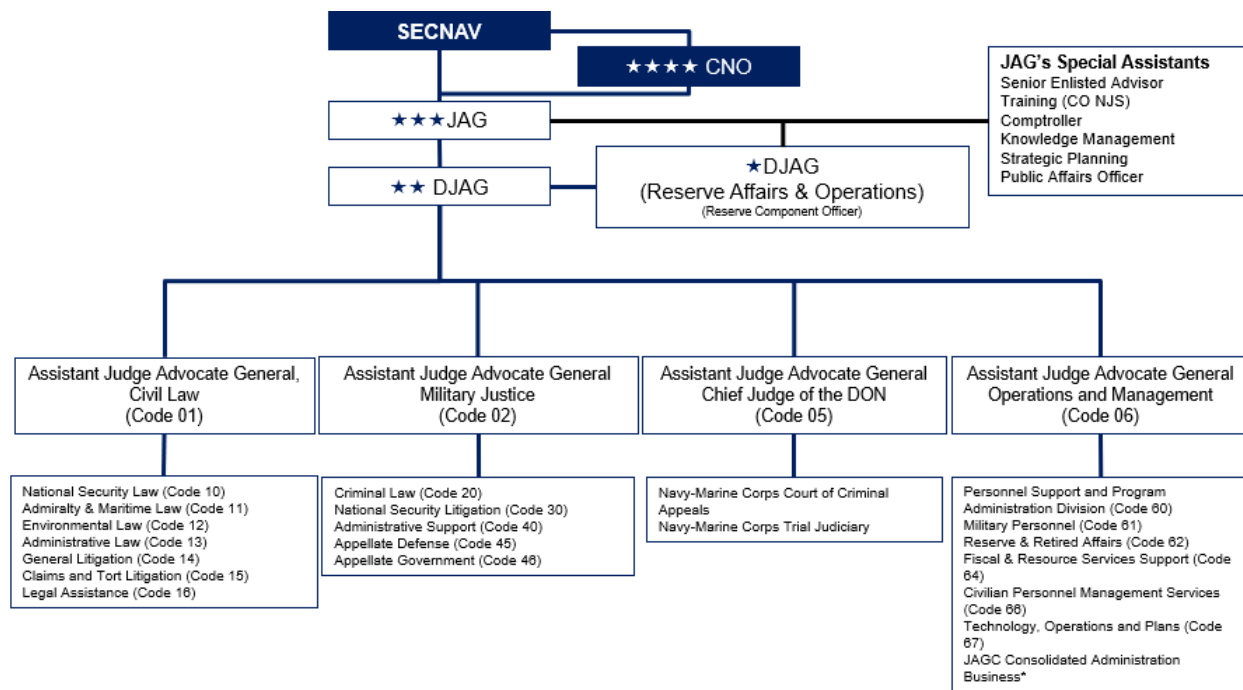 SECNAV
★★★★ CNO
★★★JAG
★★ DJAG
★DJAG
(Reserve Affairs & Operations)
(Reserve Component Officer)
JAG's Special Assistants
Senior Enlisted Advisor
Training (CO NJS)
Comptroller
Knowledge Management
Strategic Planning
Public Affairs Officer
Assistant Judge Advocate General,
Civil Law
(Code 01)
Assistant Judge Advocate General
Military Justice
(Code 02)
Assistant Judge Advocate General
Chief Judge of the DON
(Code 05)
Assistant Judge Advocate General
Operations and Management
(Code 06)
National Security Law (Code 10)
Admiralty & Maritime Law (Code 11)
Environmental Law (Code 12)
Administrative Law (Code 13)
General Litigation (Code 14)
Claims and Tort Litigation (Code 15)
Legal Assistance (Code 16)
Criminal Law (Code 20)
National Security Litigation (Code 30)
Administrative Support (Code 40)
Appellate Defense (Code 45)
Appellate Government (Code 46)
Navy-Marine Corps Court of Criminal
Appeals
Navy-Marine Corps Trial Judiciary
Personnel Support and Program
Administration Division (Code 60)
Military Personnel (Code 61)
Reserve & Retired Affairs (Code 62)
Fiscal & Resource Services Support (Code
64)
Civilian Personnel Management Services
(Code 66)
Technology, Operations and Plans (Code
67)
JAGC Consolidated Administration
Business*